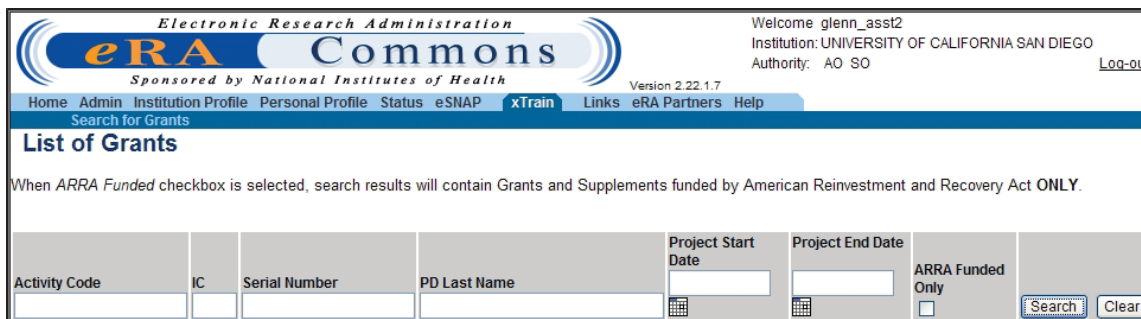 Electronic Research Administration
eRA Commons
Sponsored by National Institutes of Health
Version 2.22.1.7
Welcome glenn_asst2
Institution: UNIVERSITY OF CALIFORNIA SAN DIEGO
Authority: AO SO
Home Admin Institution Profile Personal Profile Status eSNAP xTrain Links eRA Partners Help
Search for Grants
List of Grants
When ARRA Funded checkbox is selected, search results will contain Grants and Supplements funded by American Reinvestment and Recovery Act ONLY.
Activity Code
IC
Serial Number
PD Last Name
Project Start
Date
Project End Date
ARRA Funded
Only
Search
Clear